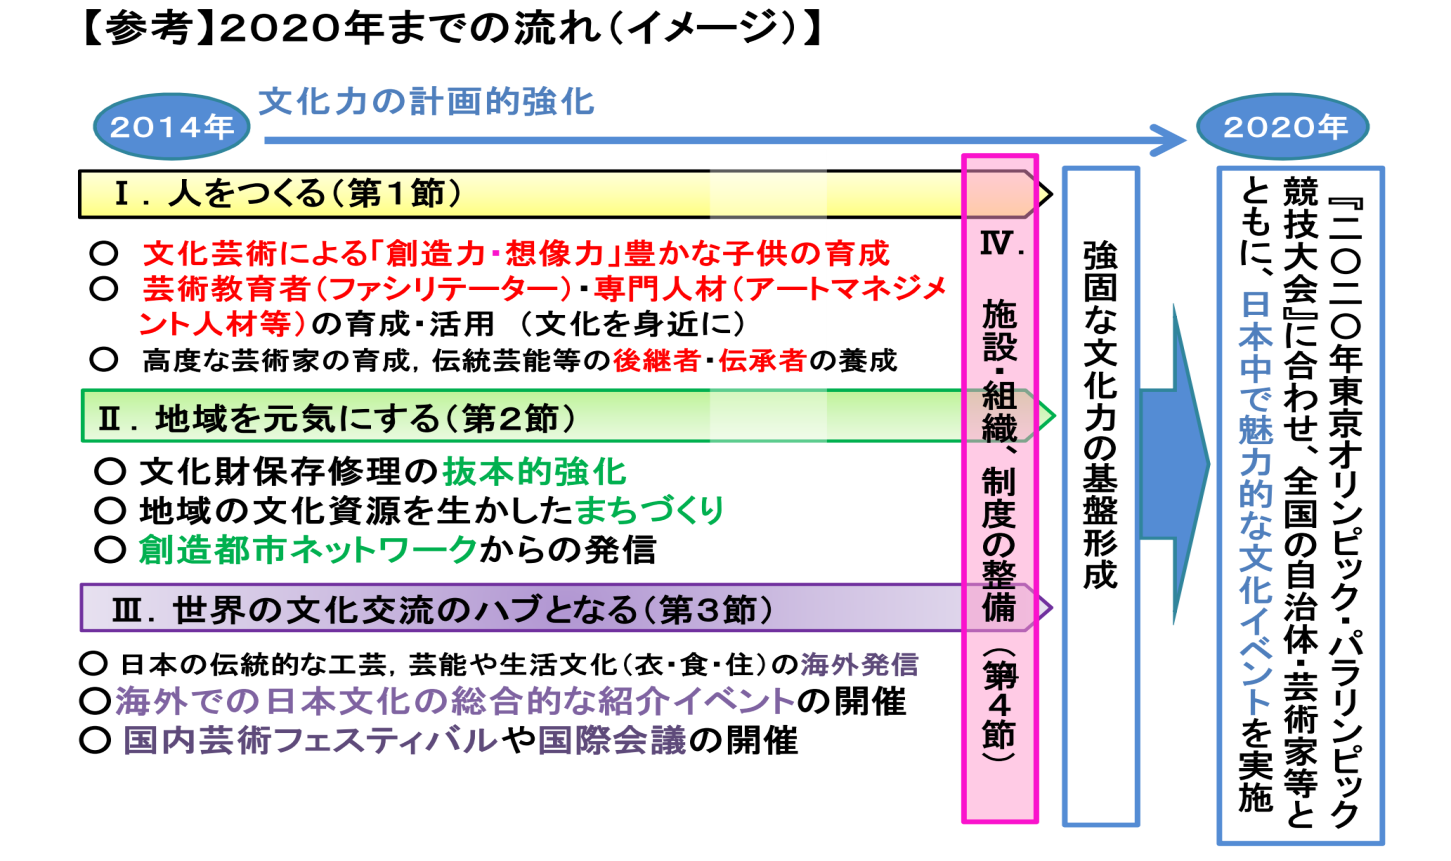 【参考】2020年までの流れ(イメージ)】
文化力の計画的強化
2014年
2020年
Ⅰ．人をつくる(第1節)
○ 文化芸術による「創造力・想像力」豊かな子供の育成
○ 芸術教育者(ファシリテーター)・専門人材(アートマネジメ
ント人材等)の育成・活用 (文化を身近に)
○ 高度な芸術家の育成，伝統芸能等の後継者・伝承者の養成
Ⅱ．地域を元気にする(第2節)
○ 文化財保存修理の抜本的強化
○ 地域の文化資源を生かしたまちづくり
○ 創造都市ネットワークからの発信
Ⅲ．世界の文化交流のハブとなる(第3節)
○ 日本の伝統的な工芸，芸能や生活文化(衣・食・住)の海外発信
○海外での日本文化の総合的な紹介イベントの開催
○ 国内芸術フェスティバルや国際会議の開催
Ⅳ．施設・組織、制度の整備(第4節)
強固な文化力の基盤形成
『二〇二〇年東京オリンピック・パラリンピック
競技大会』に合わせ、全国の自治体・芸術家等と
ともに、日本中で魅力的な文化イベントを実施